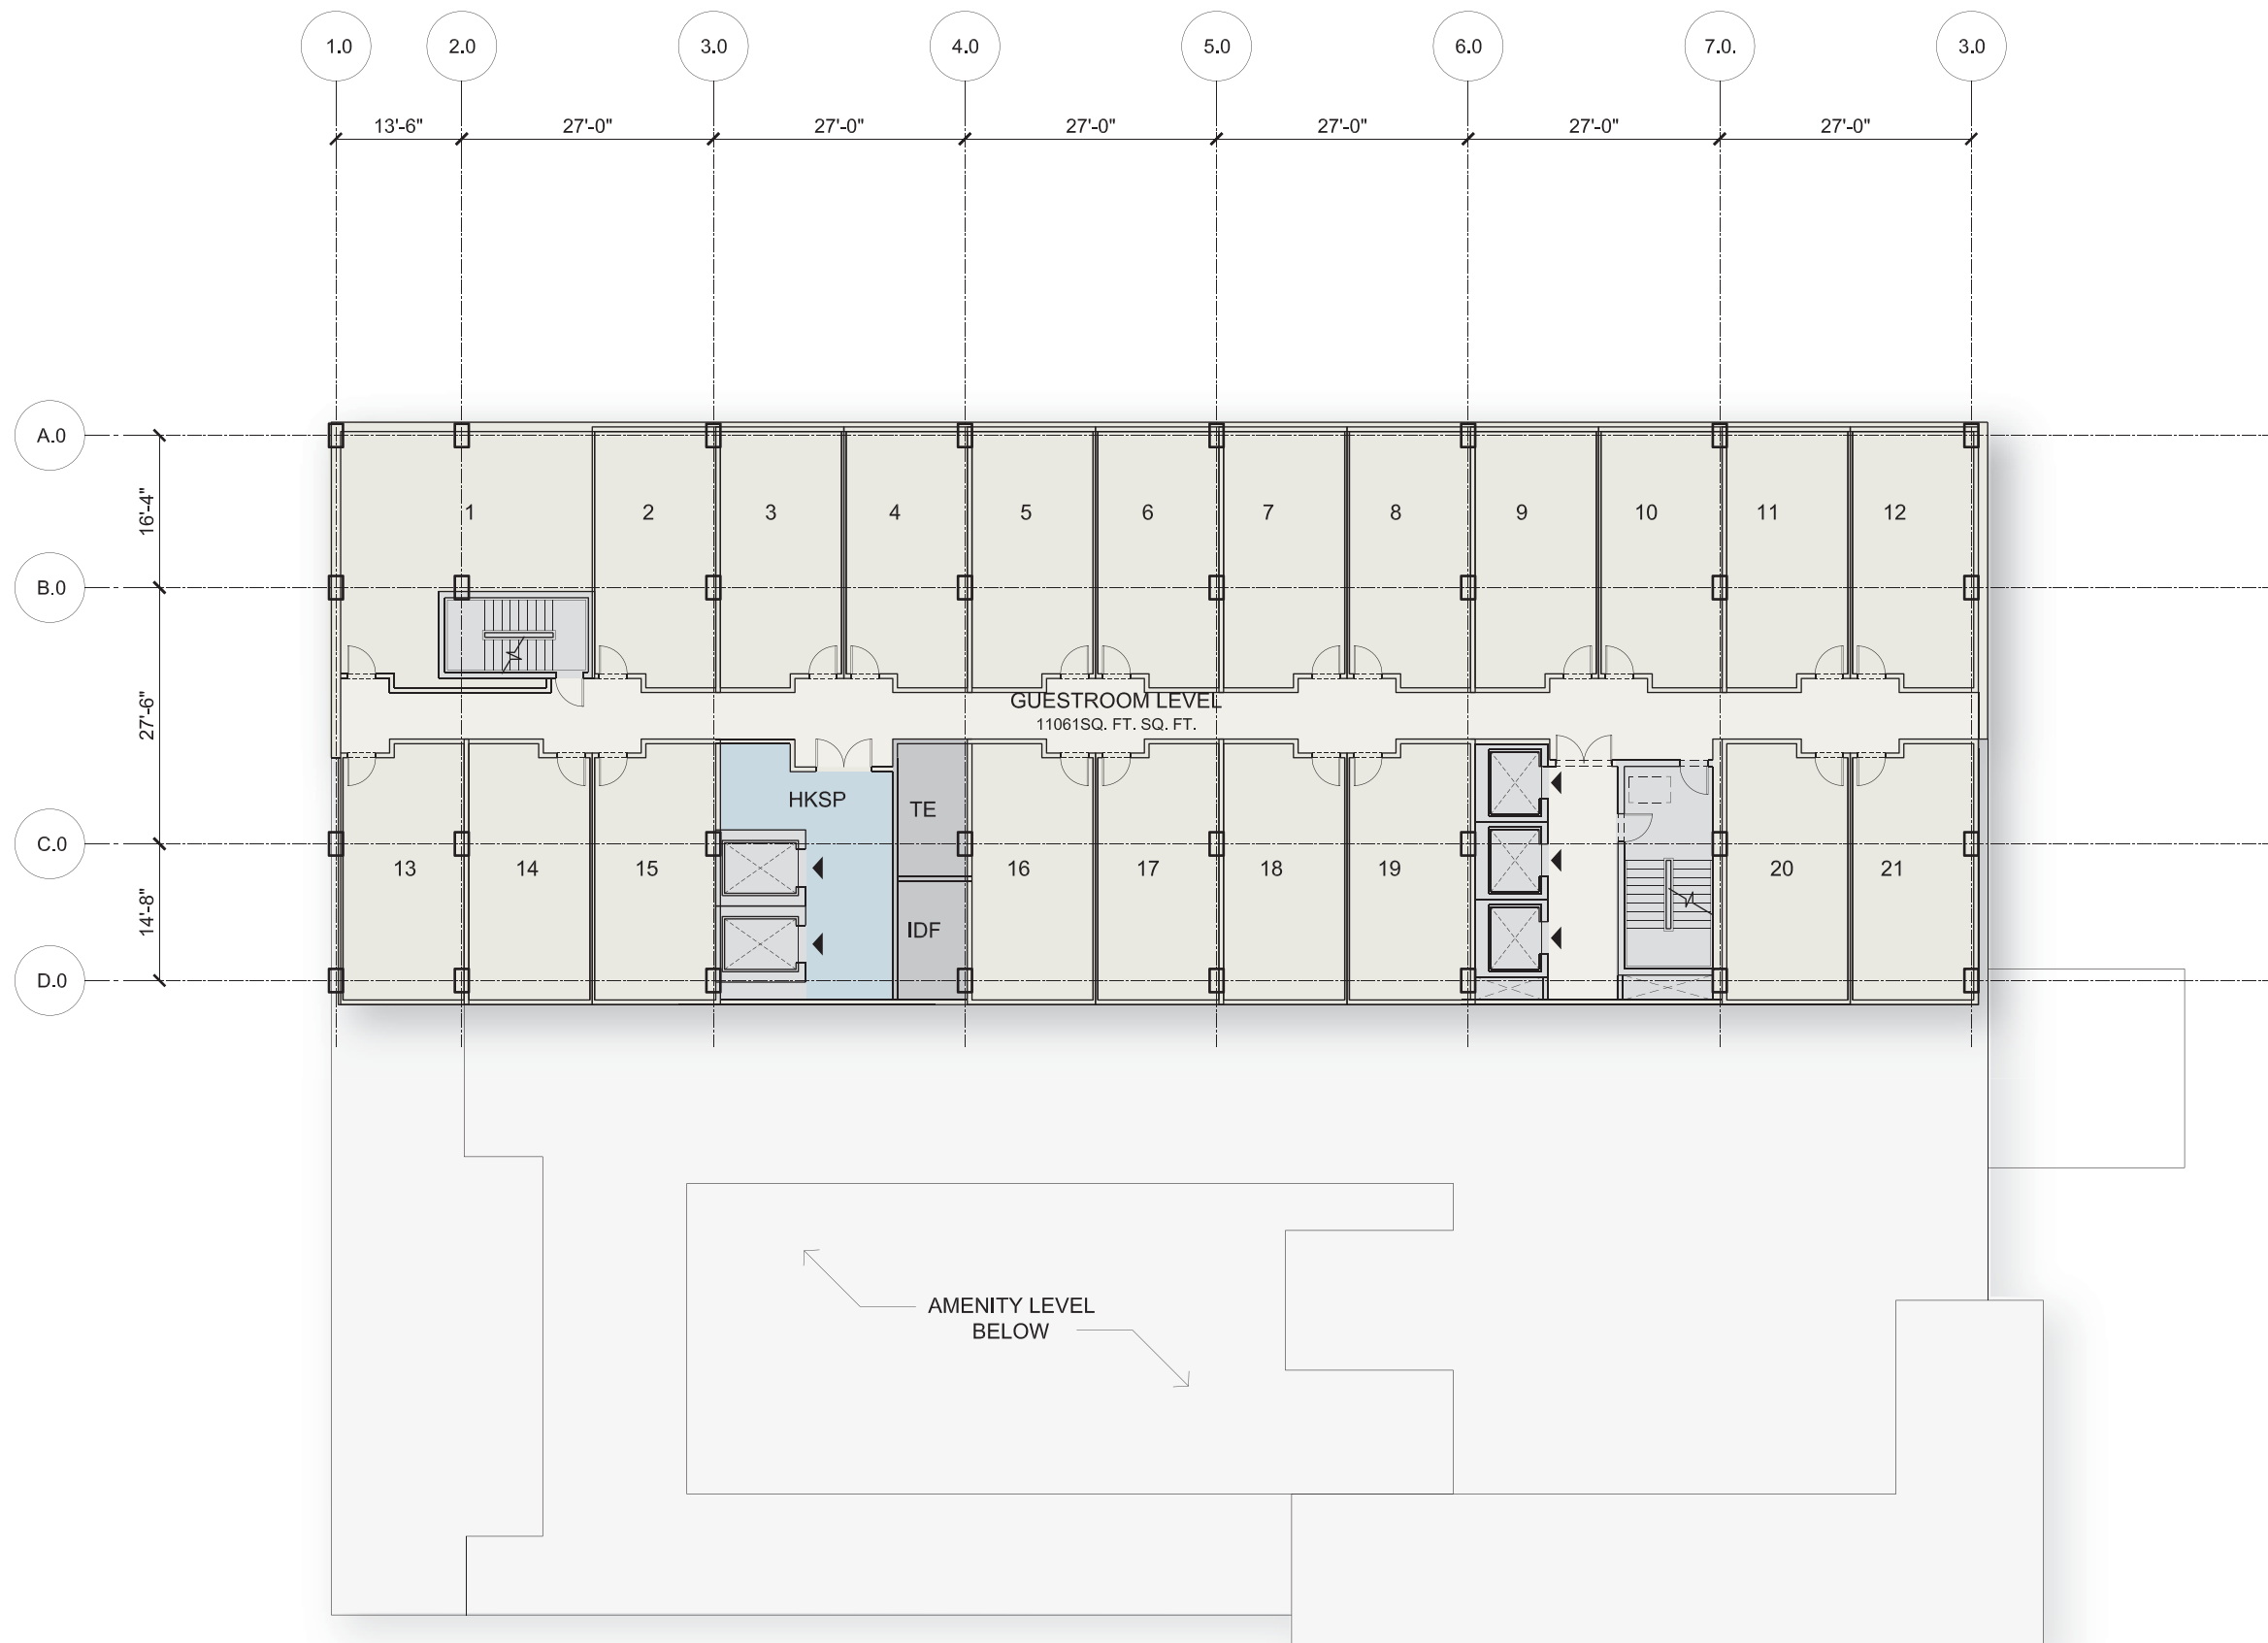 1.0 2.0 3.0 4.0 5.0 6.0 7.0. 3.0
13'-6" 27'-0" 27'-0" 27'-0" 27'-0" 27'-0" 27'-0"
A.0
16'-4"
1 2 3 4 5 6 7 8 9 10 11 12
B.0
27'-6"
GUESTROOM LEVEL
11061SQ. FT. SQ. FT.
HKSP
TE
C.0
13 14 15 16 17 18 19 20 21
14'-8"
IDF
D.0
AMENITY LEVEL
BELOW